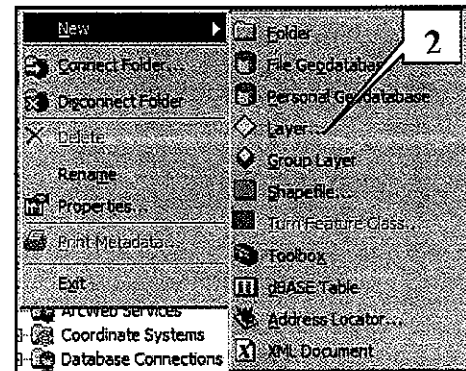 New
Connect Folder...
Disconnect Folder
Delete
Rename
Properties...
Print Metadata...
Exit
ArcWeb Services
Coordinate Systems
Database Connections
Folder
File Geodatabase
Personal Geodatabase
Layer...
Group Layer
Shapefile...
Turn Feature Class...
Toolbox
dBASE Table
Address Locator...
XML Document
2